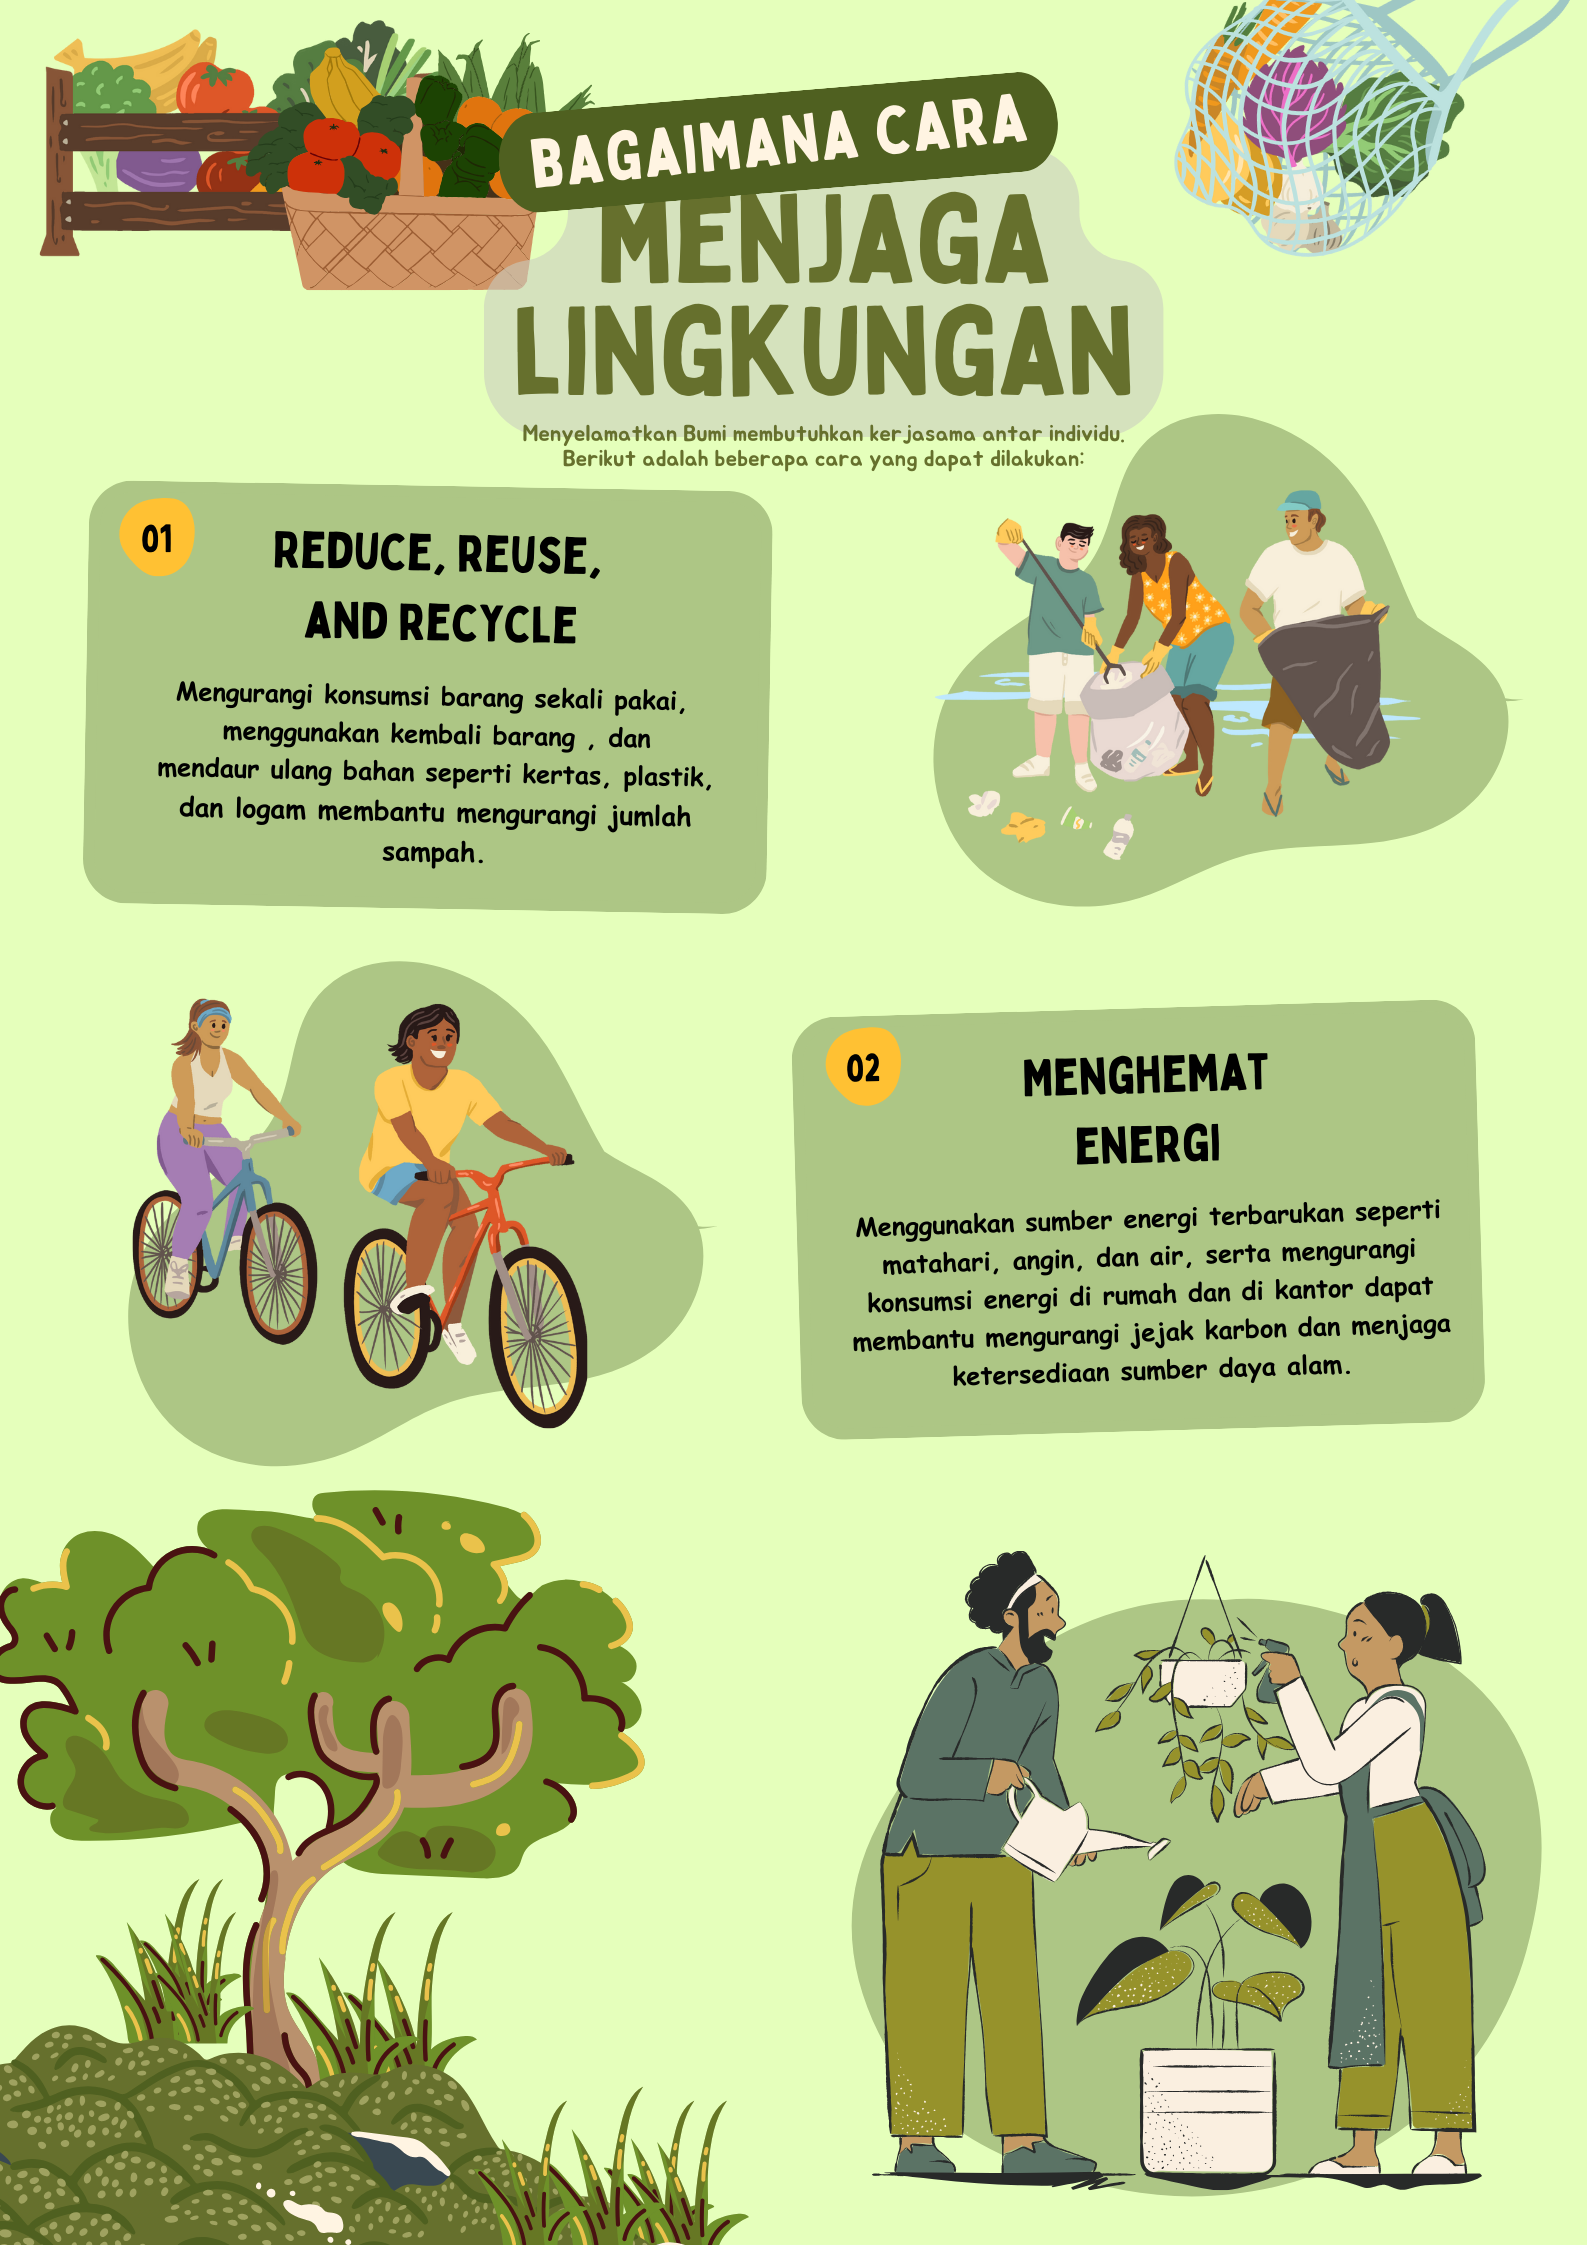 BAGAIMANA CARA
MENJAGA
LINGKUNGAN
Menyelamatkan Bumi membutuhkan kerjasama antar individu.
Berikut adalah beberapa cara yang dapat dilakukan:
01
REDUCE, REUSE,
AND RECYCLE
Mengurangi konsumsi barang sekali pakai,
menggunakan kembali barang , dan
mendaur ulang bahan seperti kertas, plastik,
dan logam membantu mengurangi jumlah
sampah.
02
MENGHEMAT
ENERGI
Menggunakan sumber energi terbarukan seperti
matahari, angin, dan air, serta mengurangi
konsumsi energi di rumah dan di kantor dapat
membantu mengurangi jejak karbon dan menjaga
ketersediaan sumber daya alam.